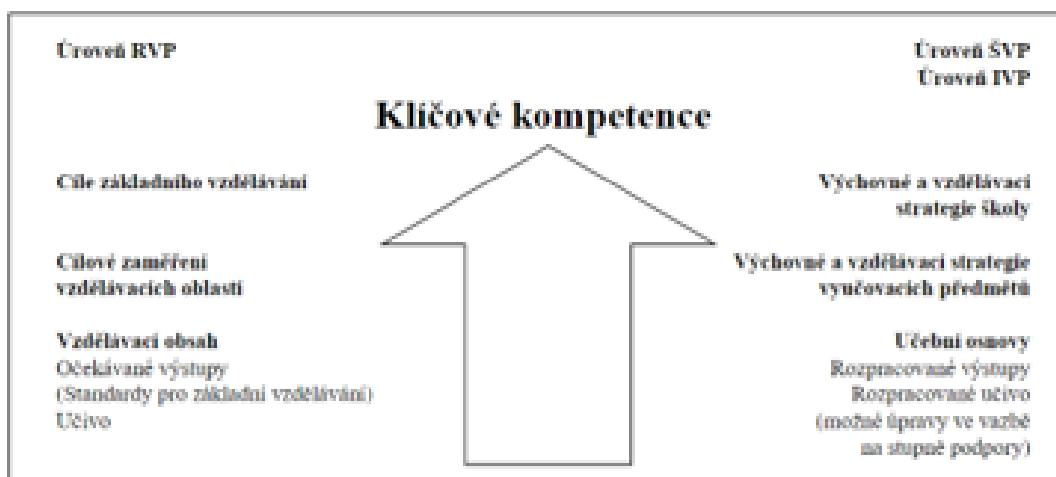 Úroveň RVP
Úroveň ŠVP
Úroveň IVP
Klíčové kompetence
Cíle základního vzdělávání
Výchovné a vzdělávací
strategie školy
Cílové zaměření
vzdělávacích oblastí
Výchovné a vzdělávací strategie
vyučovacích předmětů
Vzdělávací obsah
Očekávané výstupy
(Standardy pro základní vzdělávání)
Učivo
Učební osnovy
Rozpracované výstupy
Rozpracované učivo
(možné úpravy ve vazbě
na stupně podpory)